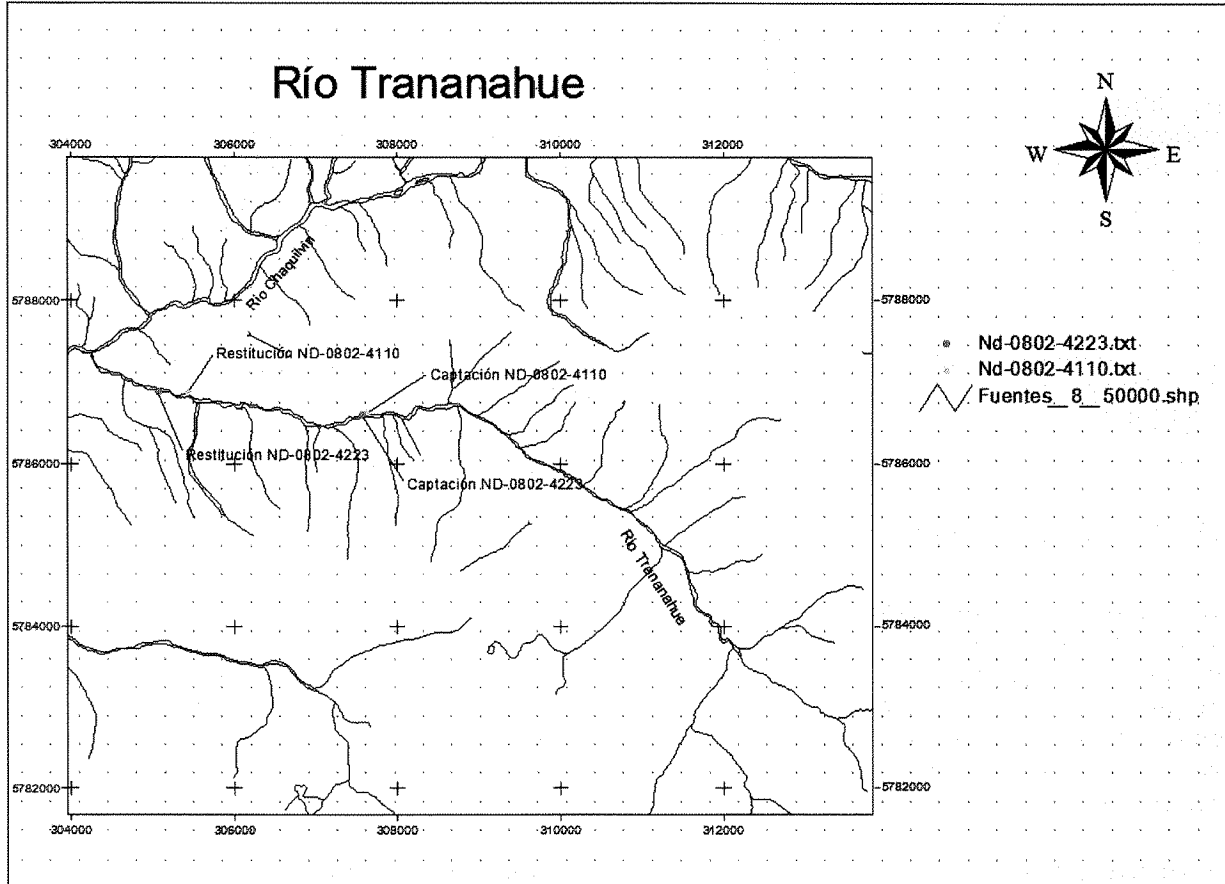 Río Trananahue
N
W E
S
304000 306000 308000 310000 312000
Río Chaquilvin
5788000 5788000
Restitución ND-0802-4110
Captación ND-0802-4110
Nd-0802-4223.txt
Nd-0802-4110.txt
Fuentes_8_50000.shp
5786000 Restitución ND-0802-4223 5786000
Captación ND-0802-4223
Río Trananahue
5784000 5784000
5782000 5782000
304000 306000 308000 310000 312000